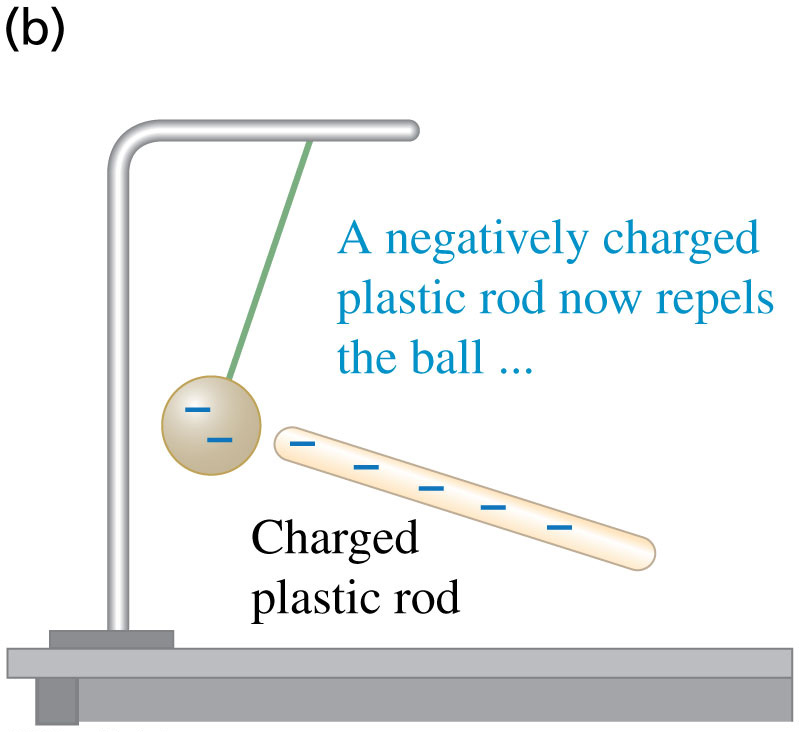 (b)
A negatively charged
plastic rod now repels
the ball ...
Charged
plastic rod